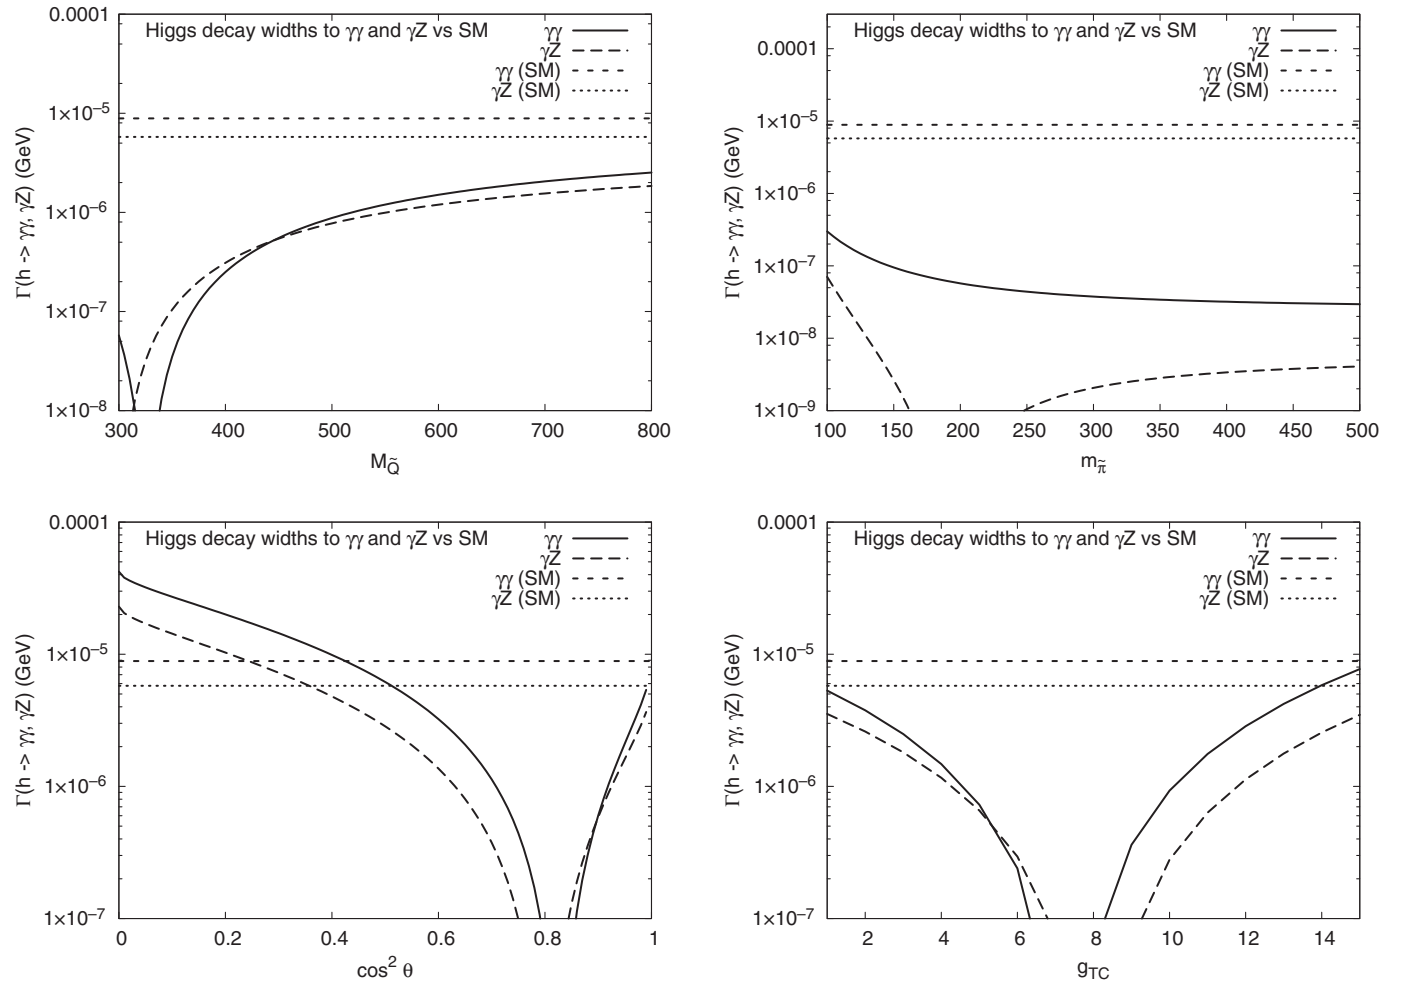 Higgs decay widths to γγ and γZ vs SM
γγ
γZ
γγ (SM)
γZ (SM)
0.0001
1×10⁻⁵
1×10⁻⁶
1×10⁻⁷
1×10⁻⁸
Γ(h -> γγ, γZ) (GeV)
300 400 500 600 700 800
M_Q̃
Higgs decay widths to γγ and γZ vs SM
γγ
γZ
γγ (SM)
γZ (SM)
0.0001
1×10⁻⁵
1×10⁻⁶
1×10⁻⁷
1×10⁻⁸
1×10⁻⁹
Γ(h -> γγ, γZ) (GeV)
100 150 200 250 300 350 400 450 500
m_π̃
Higgs decay widths to γγ and γZ vs SM
γγ
γZ
γγ (SM)
γZ (SM)
0.0001
1×10⁻⁵
1×10⁻⁶
1×10⁻⁷
Γ(h -> γγ, γZ) (GeV)
0 0.2 0.4 0.6 0.8 1
cos² θ
Higgs decay widths to γγ and γZ vs SM
γγ
γZ
γγ (SM)
γZ (SM)
0.0001
1×10⁻⁵
1×10⁻⁶
1×10⁻⁷
Γ(h -> γγ, γZ) (GeV)
2 4 6 8 10 12 14
g_TC